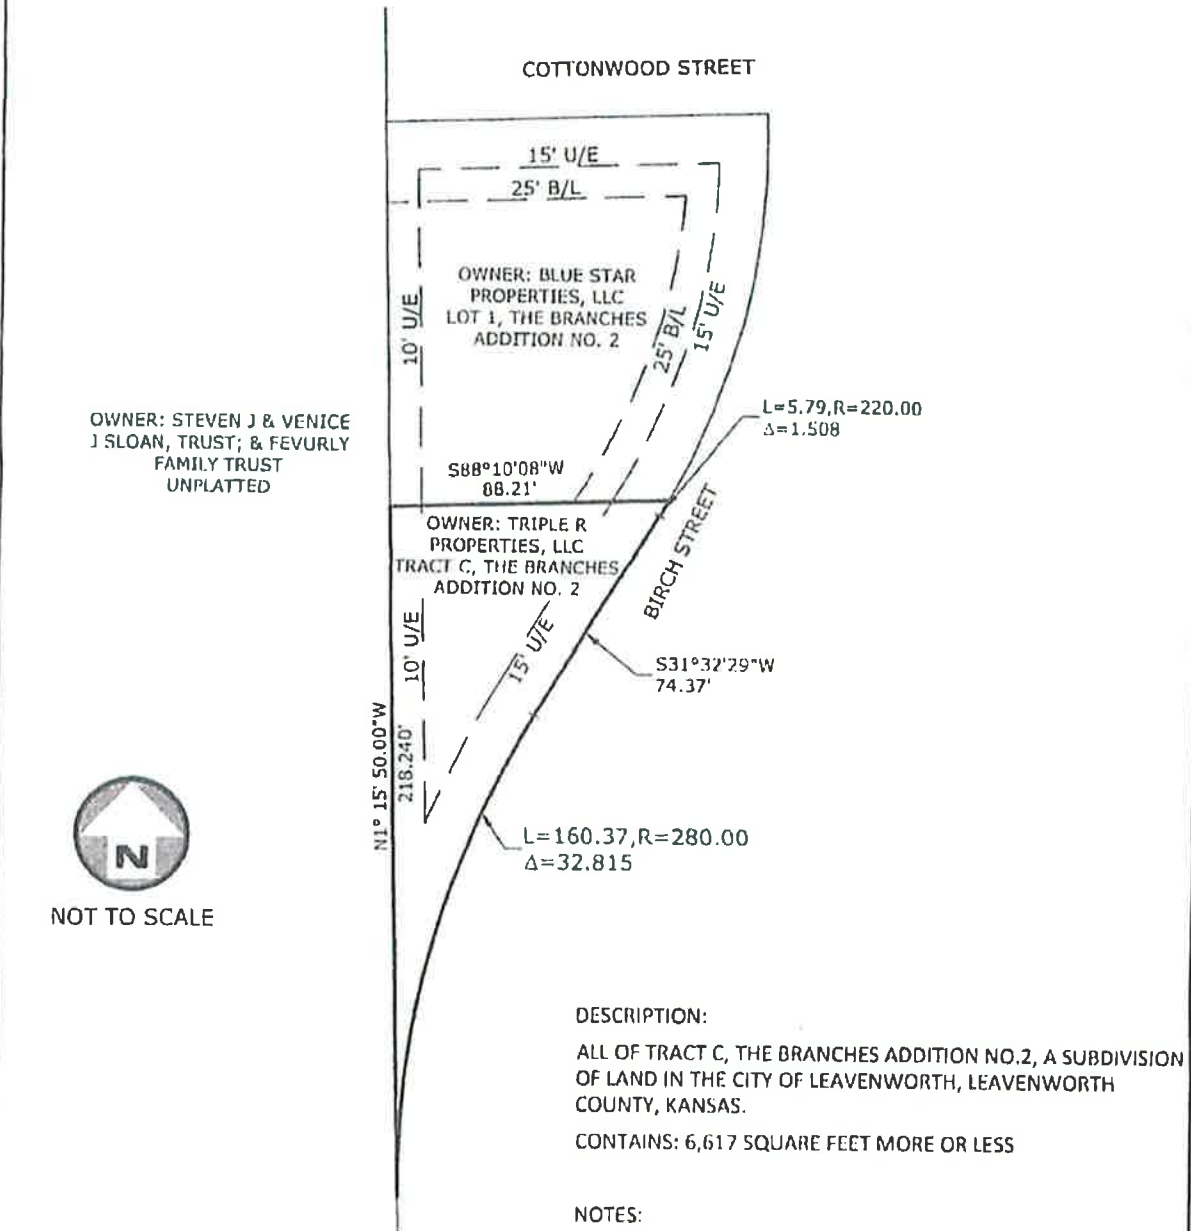 COTTONWOOD STREET
15' U/E
25' B/L
OWNER: BLUE STAR
PROPERTIES, LLC
LOT 1, THE BRANCHES
ADDITION NO. 2
10' U/E
25' B/L
15' U/E
OWNER: STEVEN J & VENICE
J SLOAN, TRUST; & FEVURLY
FAMILY TRUST
UNPLATTED
L=5.79,R=220.00
Δ=1.508
S88°10'08"W
88.21'
BIRCH STREET
OWNER: TRIPLE R
PROPERTIES, LLC
TRACT C, THE BRANCHES
ADDITION NO. 2
10' U/E
15' U/E
S31°32'29"W
74.37'
N1° 15' 50.00"W
218.240'
L=160.37,R=280.00
Δ=32.815
N
NOT TO SCALE
DESCRIPTION:
ALL OF TRACT C, THE BRANCHES ADDITION NO.2, A SUBDIVISION
OF LAND IN THE CITY OF LEAVENWORTH, LEAVENWORTH
COUNTY, KANSAS.
CONTAINS: 6,617 SQUARE FEET MORE OR LESS
NOTES: